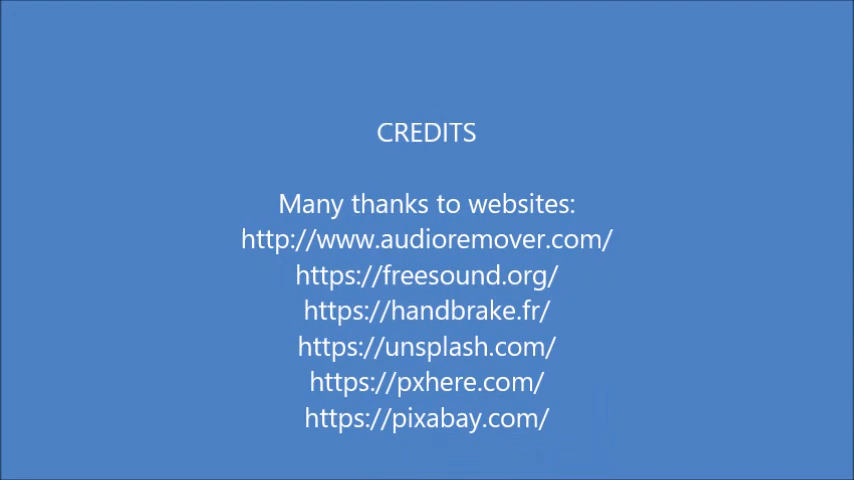 CREDITS
Many thanks to websites:
http://www.audioremover.com/
https://freesound.org/
https://handbrake.fr/
https://unsplash.com/
https://pxhere.com/
https://pixabay.com/